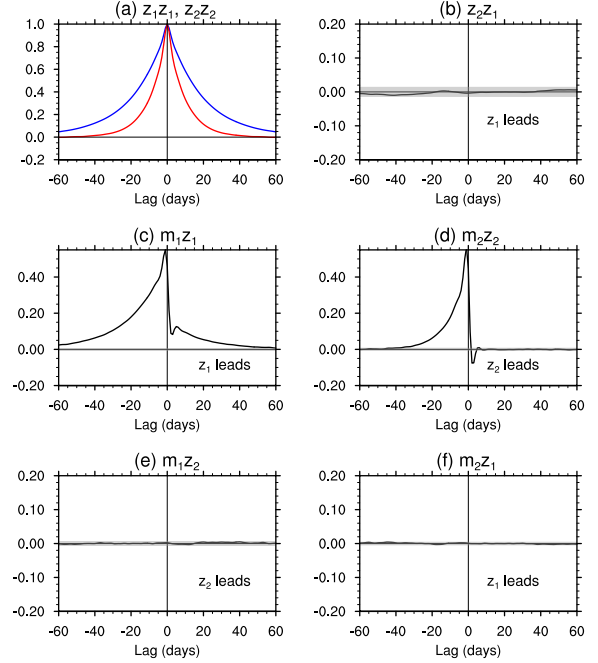 (a) z₁z₁, z₂z₂
1.0
0.8
0.6
0.4
0.2
0.0
-0.2
-60 -40 -20 0 20 40 60
Lag (days)
(b) z₂z₁
0.20
0.10
0.00
-0.10
-0.20
z₁ leads
-60 -40 -20 0 20 40 60
Lag (days)
(c) m₁z₁
0.40
0.20
0.00
-0.20
z₁ leads
-60 -40 -20 0 20 40 60
Lag (days)
(d) m₂z₂
0.40
0.20
0.00
-0.20
z₂ leads
-60 -40 -20 0 20 40 60
Lag (days)
(e) m₁z₂
0.20
0.10
0.00
-0.10
-0.20
z₂ leads
-60 -40 -20 0 20 40 60
Lag (days)
(f) m₂z₁
0.20
0.10
0.00
-0.10
-0.20
z₁ leads
-60 -40 -20 0 20 40 60
Lag (days)